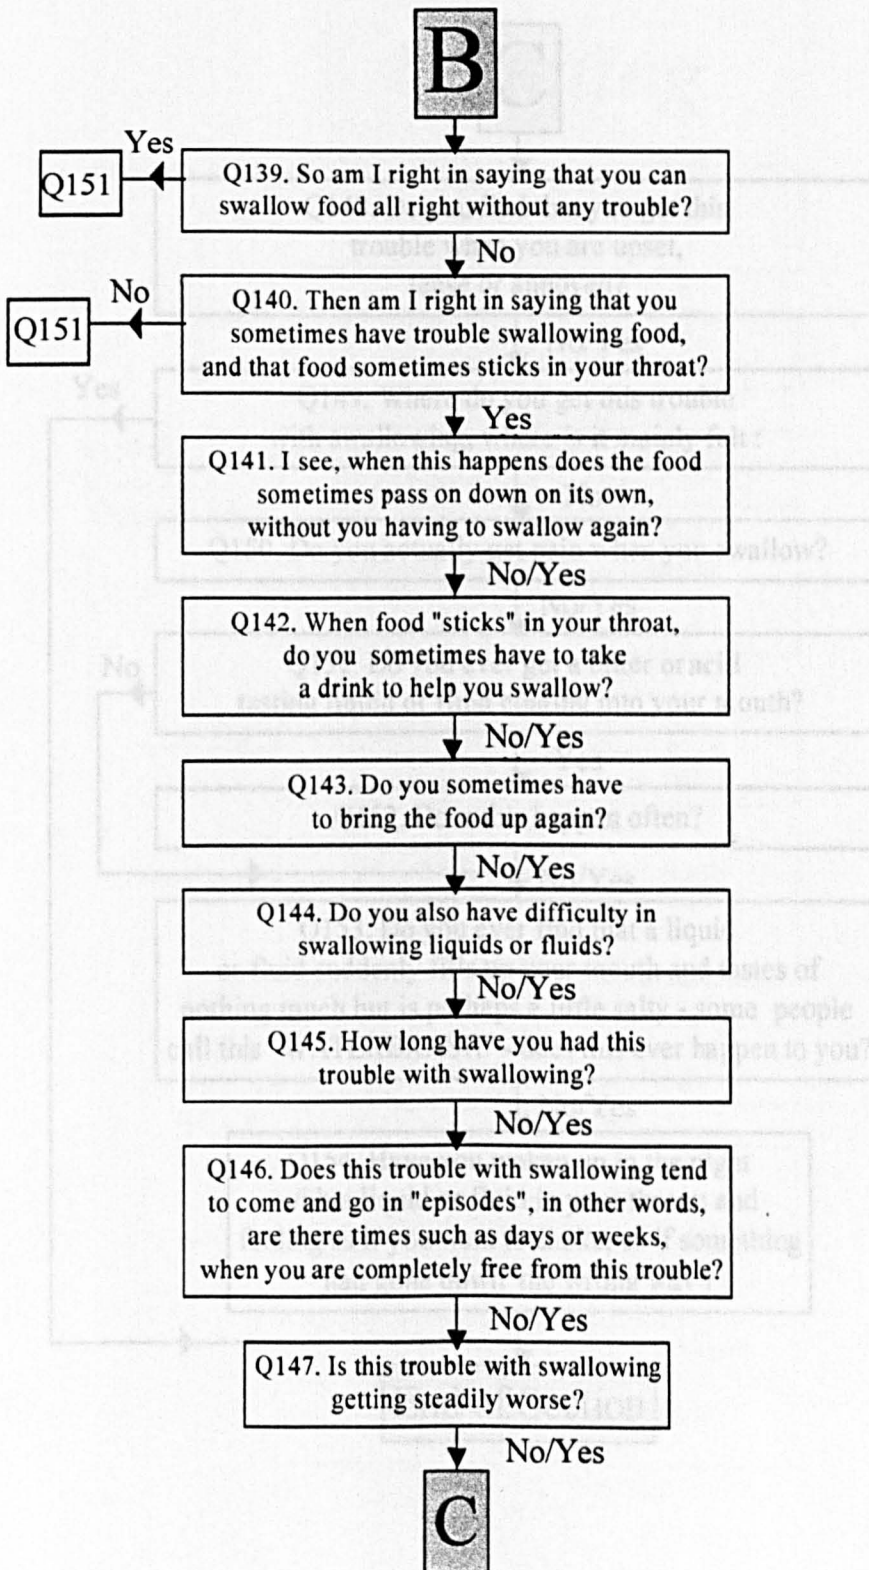 B
Yes
Q151
Q139. So am I right in saying that you can
swallow food all right without any trouble?
No
No
Q151
Q140. Then am I right in saying that you
sometimes have trouble swallowing food,
and that food sometimes sticks in your throat?
Yes
Q141. I see, when this happens does the food
sometimes pass on down on its own,
without you having to swallow again?
No/Yes
Q142. When food "sticks" in your throat,
do you sometimes have to take
a drink to help you swallow?
No/Yes
Q143. Do you sometimes have
to bring the food up again?
No/Yes
Q144. Do you also have difficulty in
swallowing liquids or fluids?
No/Yes
Q145. How long have you had this
trouble with swallowing?
No/Yes
Q146. Does this trouble with swallowing tend
to come and go in "episodes", in other words,
are there times such as days or weeks,
when you are completely free from this trouble?
No/Yes
Q147. Is this trouble with swallowing
getting steadily worse?
No/Yes
C